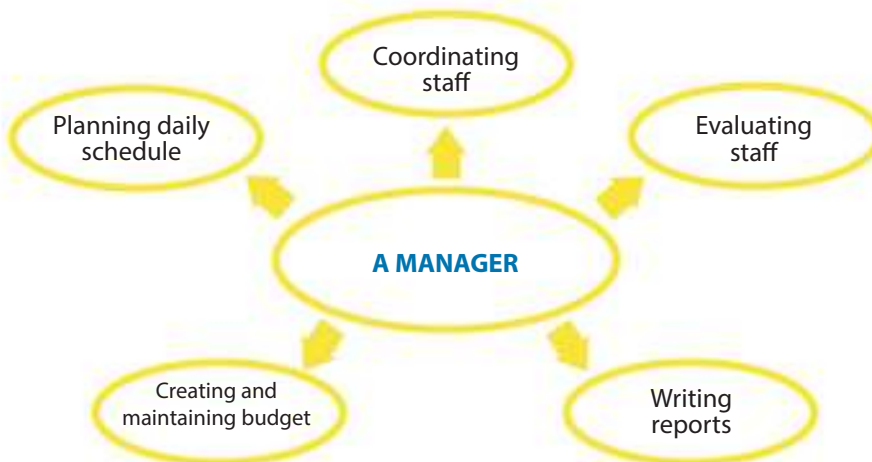 Coordinating
staff
Planning daily
schedule
Evaluating
staff
A MANAGER
Creating and
maintaining budget
Writing
reports